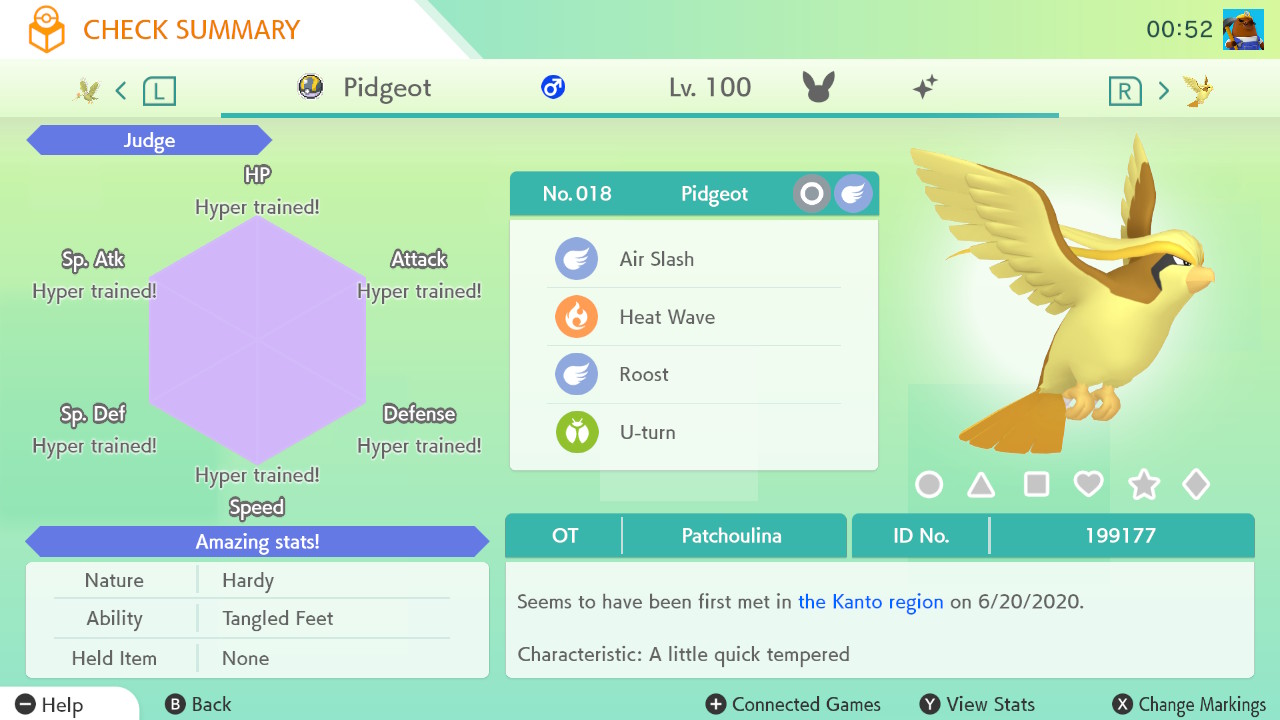 CHECK SUMMARY
00:52
L
Pidgeot
Lv. 100
R
Judge
HP
Hyper trained!
Sp. Atk
Hyper trained!
Attack
Hyper trained!
Sp. Def
Hyper trained!
Defense
Hyper trained!
Hyper trained!
Speed
Amazing stats!
Nature Hardy
Ability Tangled Feet
Held Item None
No. 018 Pidgeot
Air Slash
Heat Wave
Roost
U-turn
OT Patchoulina ID No. 199177
Seems to have been first met in the Kanto region on 6/20/2020.
Characteristic: A little quick tempered
Help
B Back
Connected Games
Y View Stats
X Change Markings